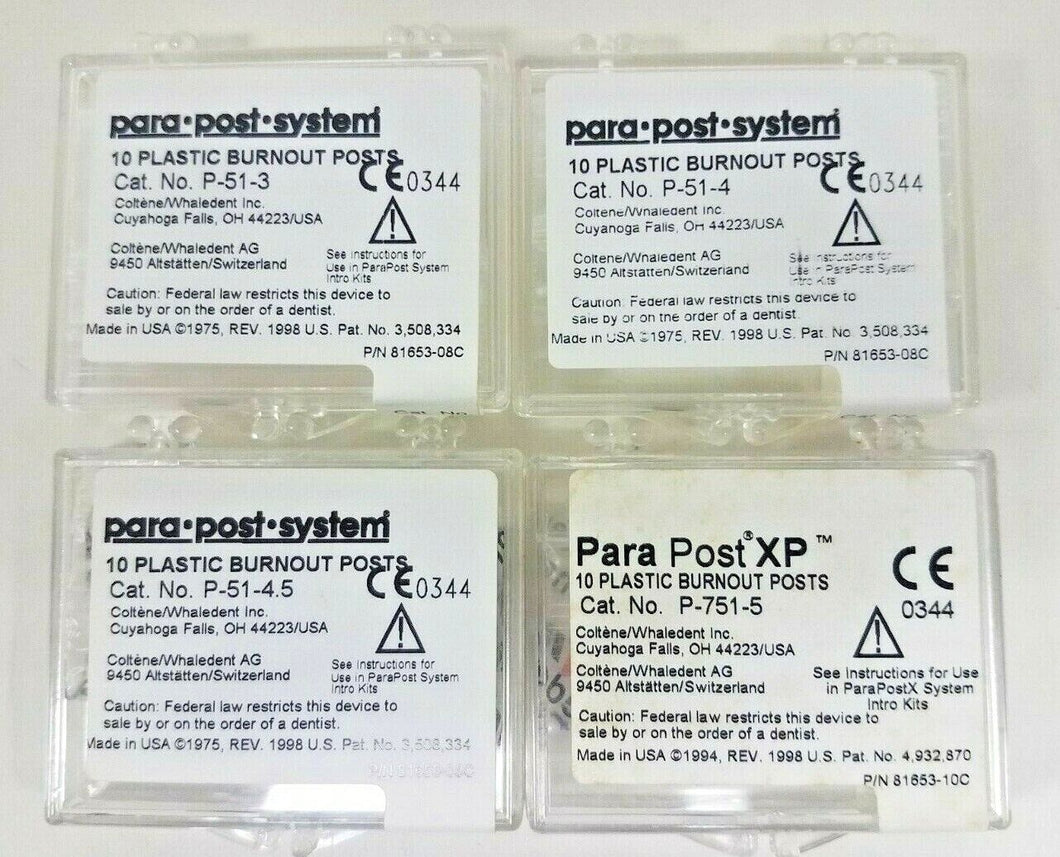 para•post•system
10 PLASTIC BURNOUT POSTS
Cat. No. P-51-3
CE 0344
Coltène/Whaledent Inc.
Cuyahoga Falls, OH 44223/USA
Coltène/Whaledent AG
9450 Altstätten/Switzerland
See Instructions for
Use in ParaPost System
Intro Kits
Caution: Federal law restricts this device to
sale by or on the order of a dentist.
Made in USA ©1975, REV. 1998 U.S. Pat. No. 3,508,334
P/N 81653-08C
para•post•system
10 PLASTIC BURNOUT POSTS
Cat. No. P-51-4
CE 0344
Coltène/Whaledent Inc.
Cuyahoga Falls, OH 44223/USA
Coltène/Whaledent AG
9450 Altstätten/Switzerland
See Instructions for
Use in ParaPost System
Intro Kits
Caution: Federal law restricts this device to
sale by or on the order of a dentist.
Made in USA ©1975, REV. 1998 U.S. Pat. No. 3,508,334
P/N 81653-08C
Cat. No.
para•post•system
10 PLASTIC BURNOUT POSTS
Cat. No. P-51-4.5
CE 0344
Coltène/Whaledent Inc.
Cuyahoga Falls, OH 44223/USA
Coltène/Whaledent AG
9450 Altstätten/Switzerland
See Instructions for
Use in ParaPost System
Intro Kits
Caution: Federal law restricts this device to
sale by or on the order of a dentist.
Made in USA ©1975, REV. 1998 U.S. Pat. No. 3,508,334
P/N 81653-08C
Para Post® XP™
10 PLASTIC BURNOUT POSTS
Cat. No. P-751-5
CE
0344
Coltène/Whaledent Inc.
Cuyahoga Falls, OH 44223/USA
Coltène/Whaledent AG
9450 Altstätten/Switzerland
See Instructions for Use
in ParaPostX System
Intro Kits
Caution: Federal law restricts this device to
sale by or on the order of a dentist.
Made in USA ©1994, REV. 1998 U.S. Pat. No. 4,932,870
P/N 81653-10C